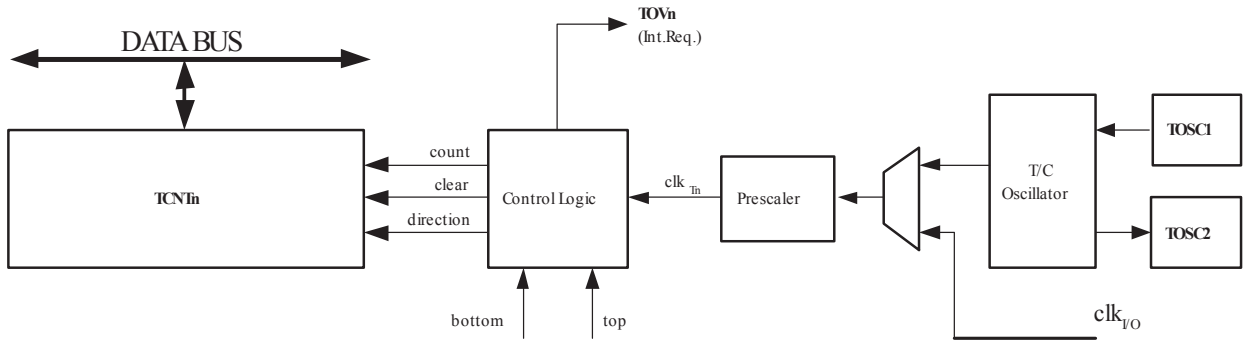 TOVn
(Int.Req.)
DATA BUS
TCNTn
count
clear
direction
Control Logic
clk Tn
Prescaler
T/C
Oscillator
TOSC1
TOSC2
bottom
top
clkI/O